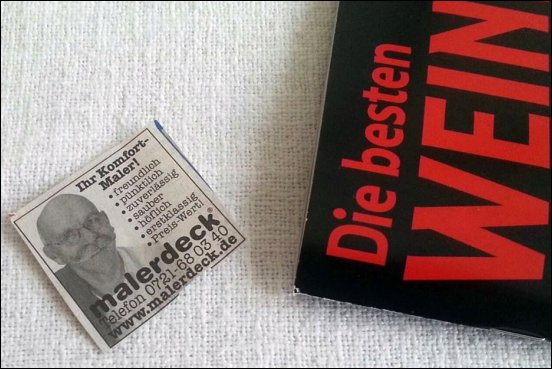 Ihr Komfort-
Maler!
• freundlich
• pünktlich
• zuverlässig
• sauber
• höflich
• erstklassig
• Preis-Wert!
malerdeck®
Telefon 0721-68 03 40
www.malerdeck.de
Die besten
WEIN